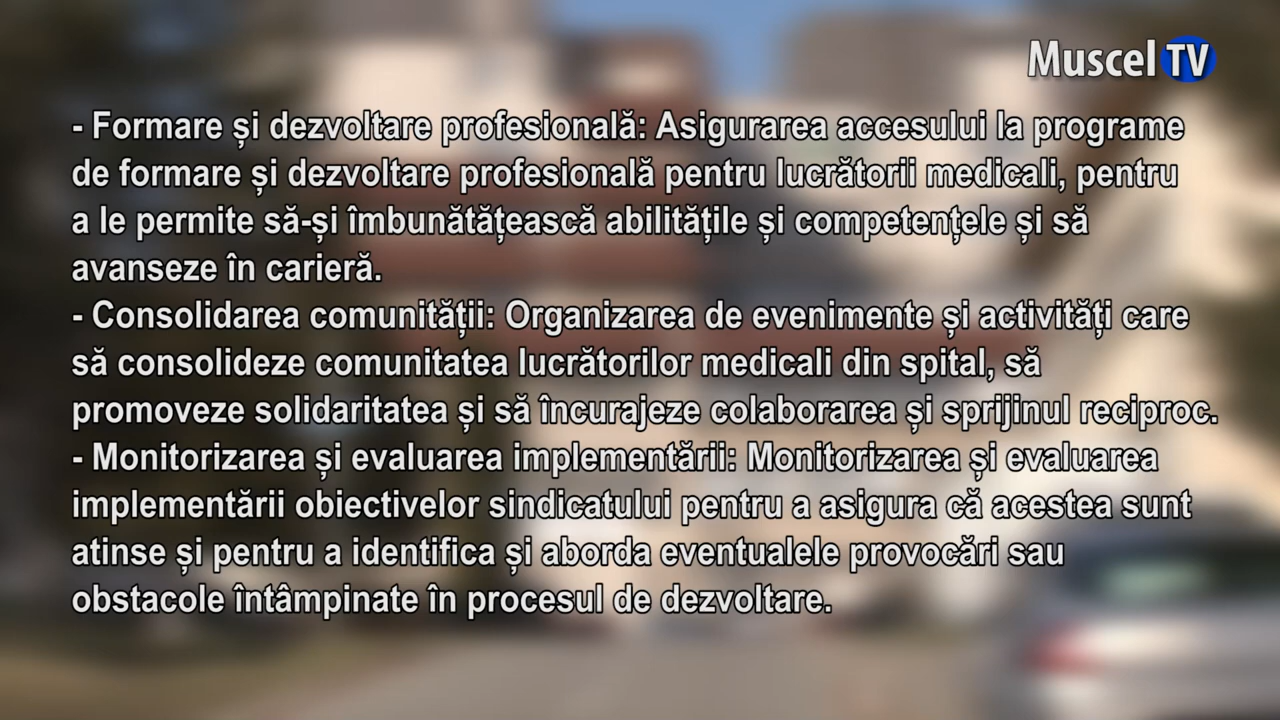 Muscel TV
- Formare și dezvoltare profesională: Asigurarea accesului la programe
de formare și dezvoltare profesională pentru lucrătorii medicali, pentru
a le permite să-și îmbunătățească abilitățile și competențele și să
avanseze în carieră.
- Consolidarea comunității: Organizarea de evenimente și activități care
să consolideze comunitatea lucrătorilor medicali din spital, să
promoveze solidaritatea și să încurajeze colaborarea și sprijinul reciproc.
- Monitorizarea și evaluarea implementării: Monitorizarea și evaluarea
implementării obiectivelor sindicatului pentru a asigura că acestea sunt
atinse și pentru a identifica și aborda eventualele provocări sau
obstacole întâmpinate în procesul de dezvoltare.